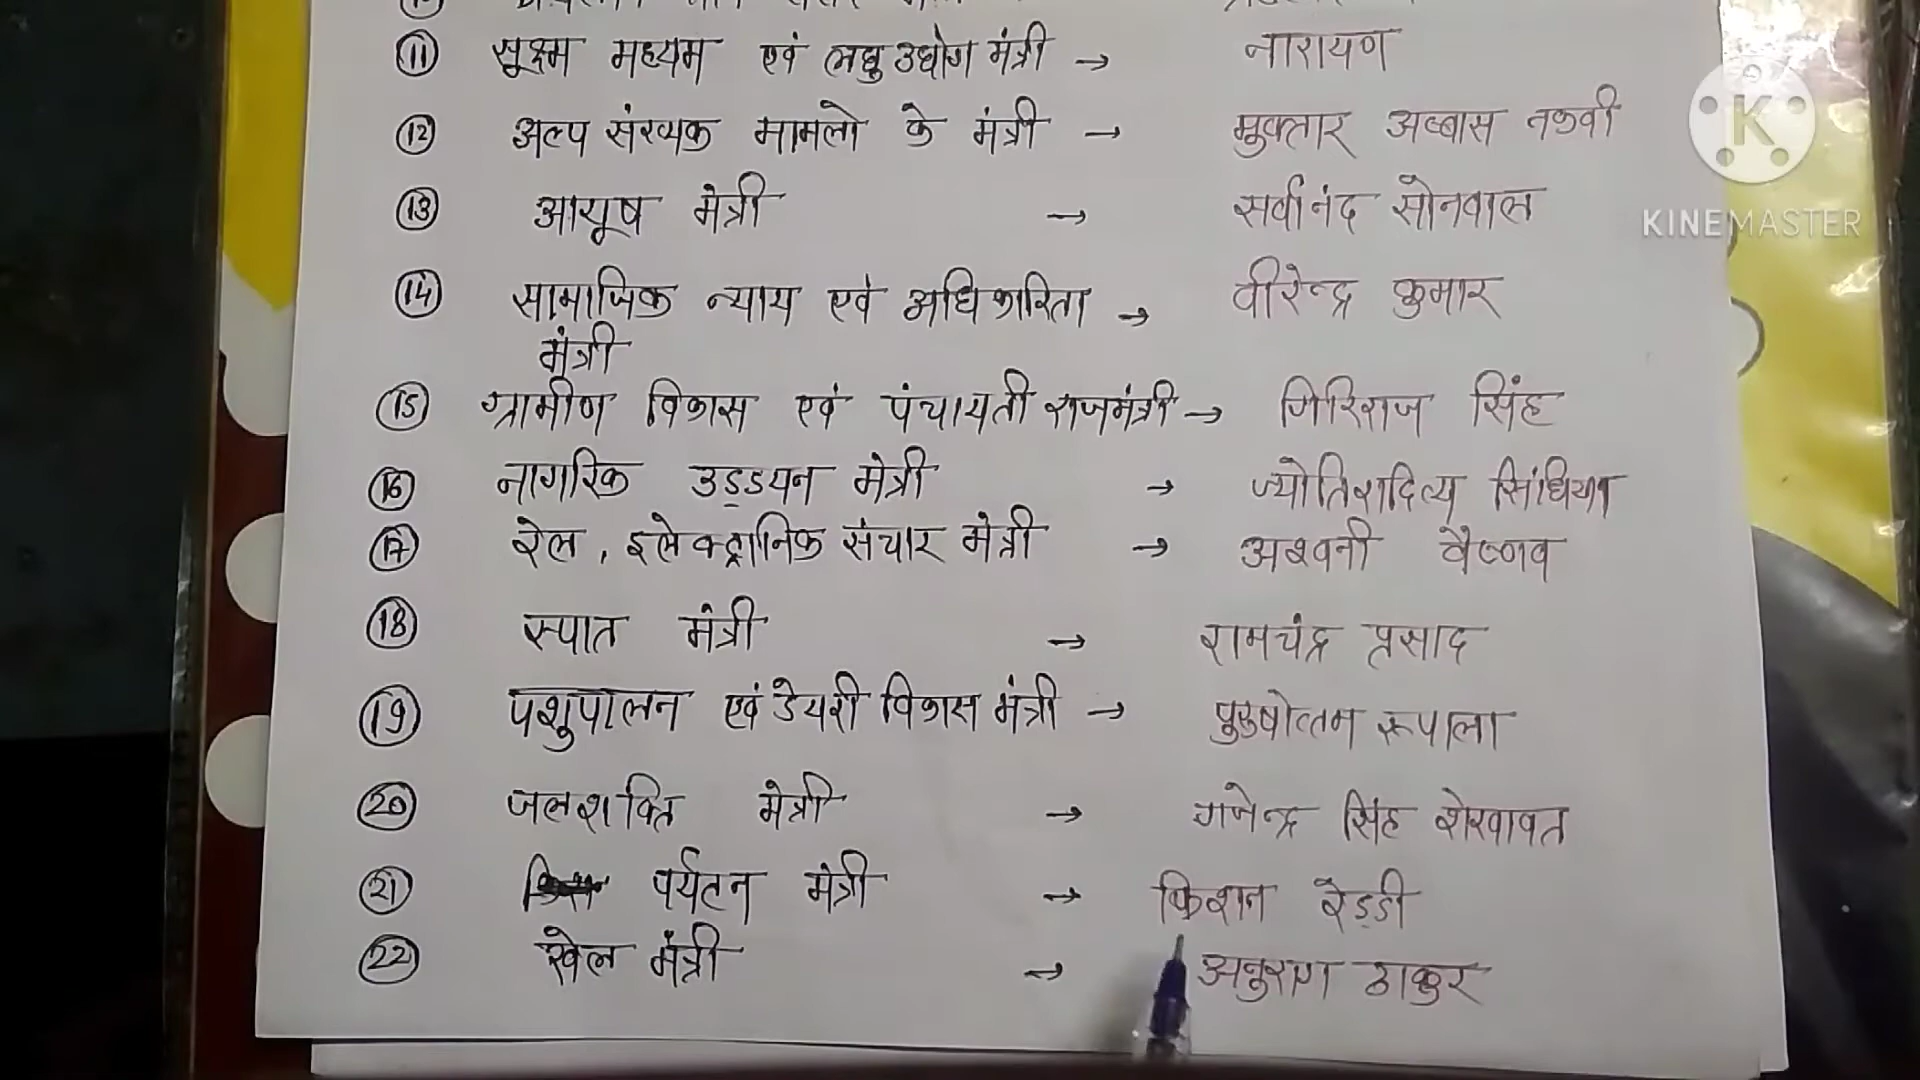 ⑪ सूक्ष्म मध्यम एवं लघु उद्योग मंत्री → नारायण
⑫ अल्प संख्यक मामलो के मंत्री → मुक्तार अब्बास नकवी
⑬ आयूष मंत्री → सर्वानंद सोनवाल
⑭ सामाजिक न्याय एवं अधिकारिता → वीरेन्द्र कुमार
मंत्री
⑮ ग्रामीण विकास एवं पंचायती राजमंत्री → गिरिराज सिंह
⑯ नागरिक उड्डयन मंत्री → ज्योतिरादित्य सिंधिया
⑰ रेल, इलेक्ट्रानिक संचार मंत्री → अश्वनी वैष्णव
⑱ स्पात मंत्री → रामचंद्र प्रसाद
⑲ पशुपालन एवं डेयरी विकास मंत्री → पुरुषोत्तम रूपाला
⑳ जलशक्ति मंत्री → गजेन्द्र सिंह शेखावत
㉑ पर्यटन मंत्री → किशन रेड्डी
㉒ खेल मंत्री → अनुराग ठाकुर
K
KINEMASTER